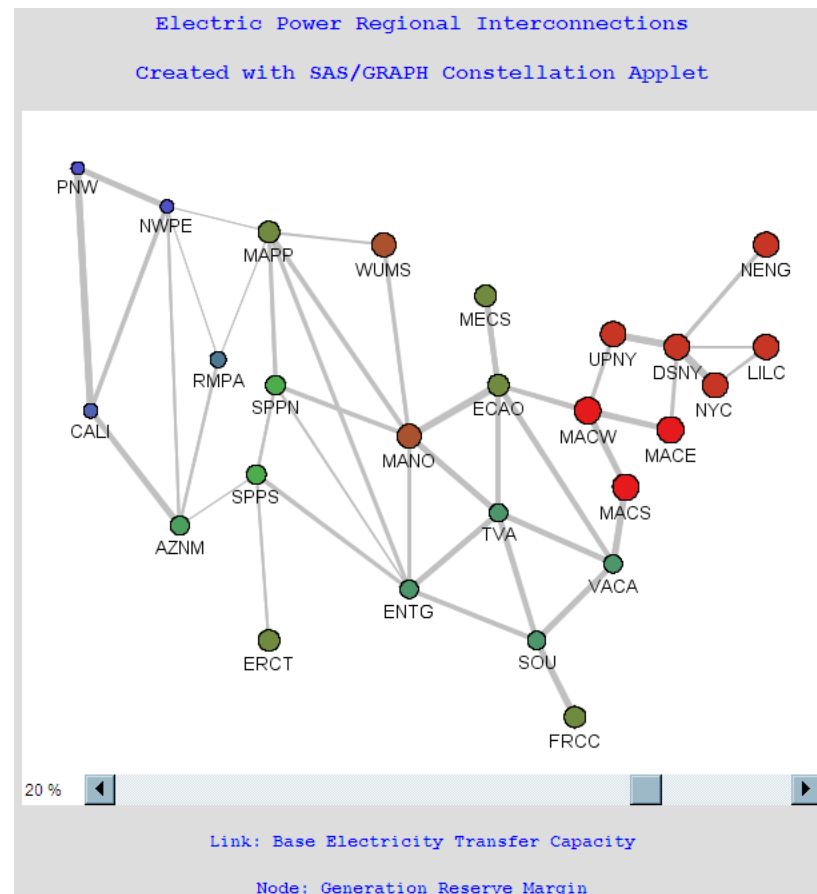 Electric Power Regional Interconnections
Created with SAS/GRAPH Constellation Applet
PNW
NWPE
MAPP
WUMS
NENG
MECS
UPNY
DSNY
LILC
RMPA
SPPN
ECAO
NYC
CALI
MANO
MACW
MACE
SPPS
MACS
AZNM
TVA
VACA
ENTG
ERCT
SOU
FRCC
20 %
Link: Base Electricity Transfer Capacity
Node: Generation Reserve Margin